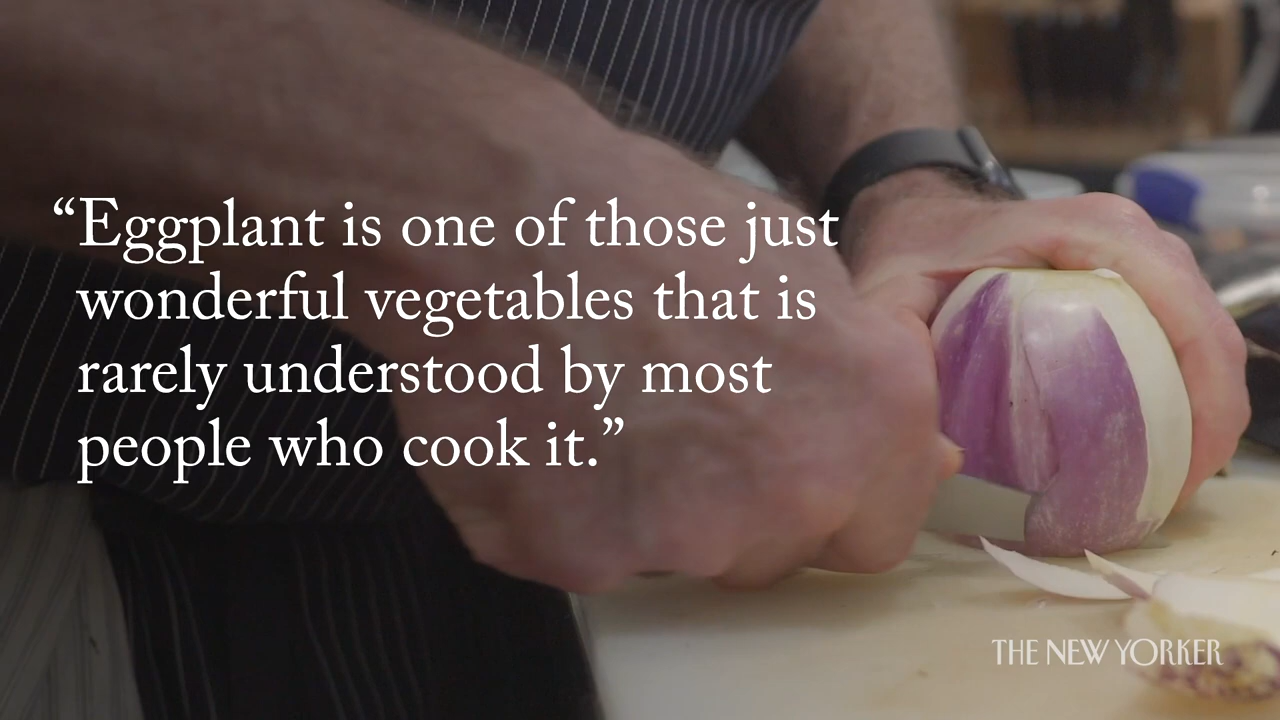 “Eggplant is one of those just
wonderful vegetables that is
rarely understood by most
people who cook it.”
THE NEW YORKER